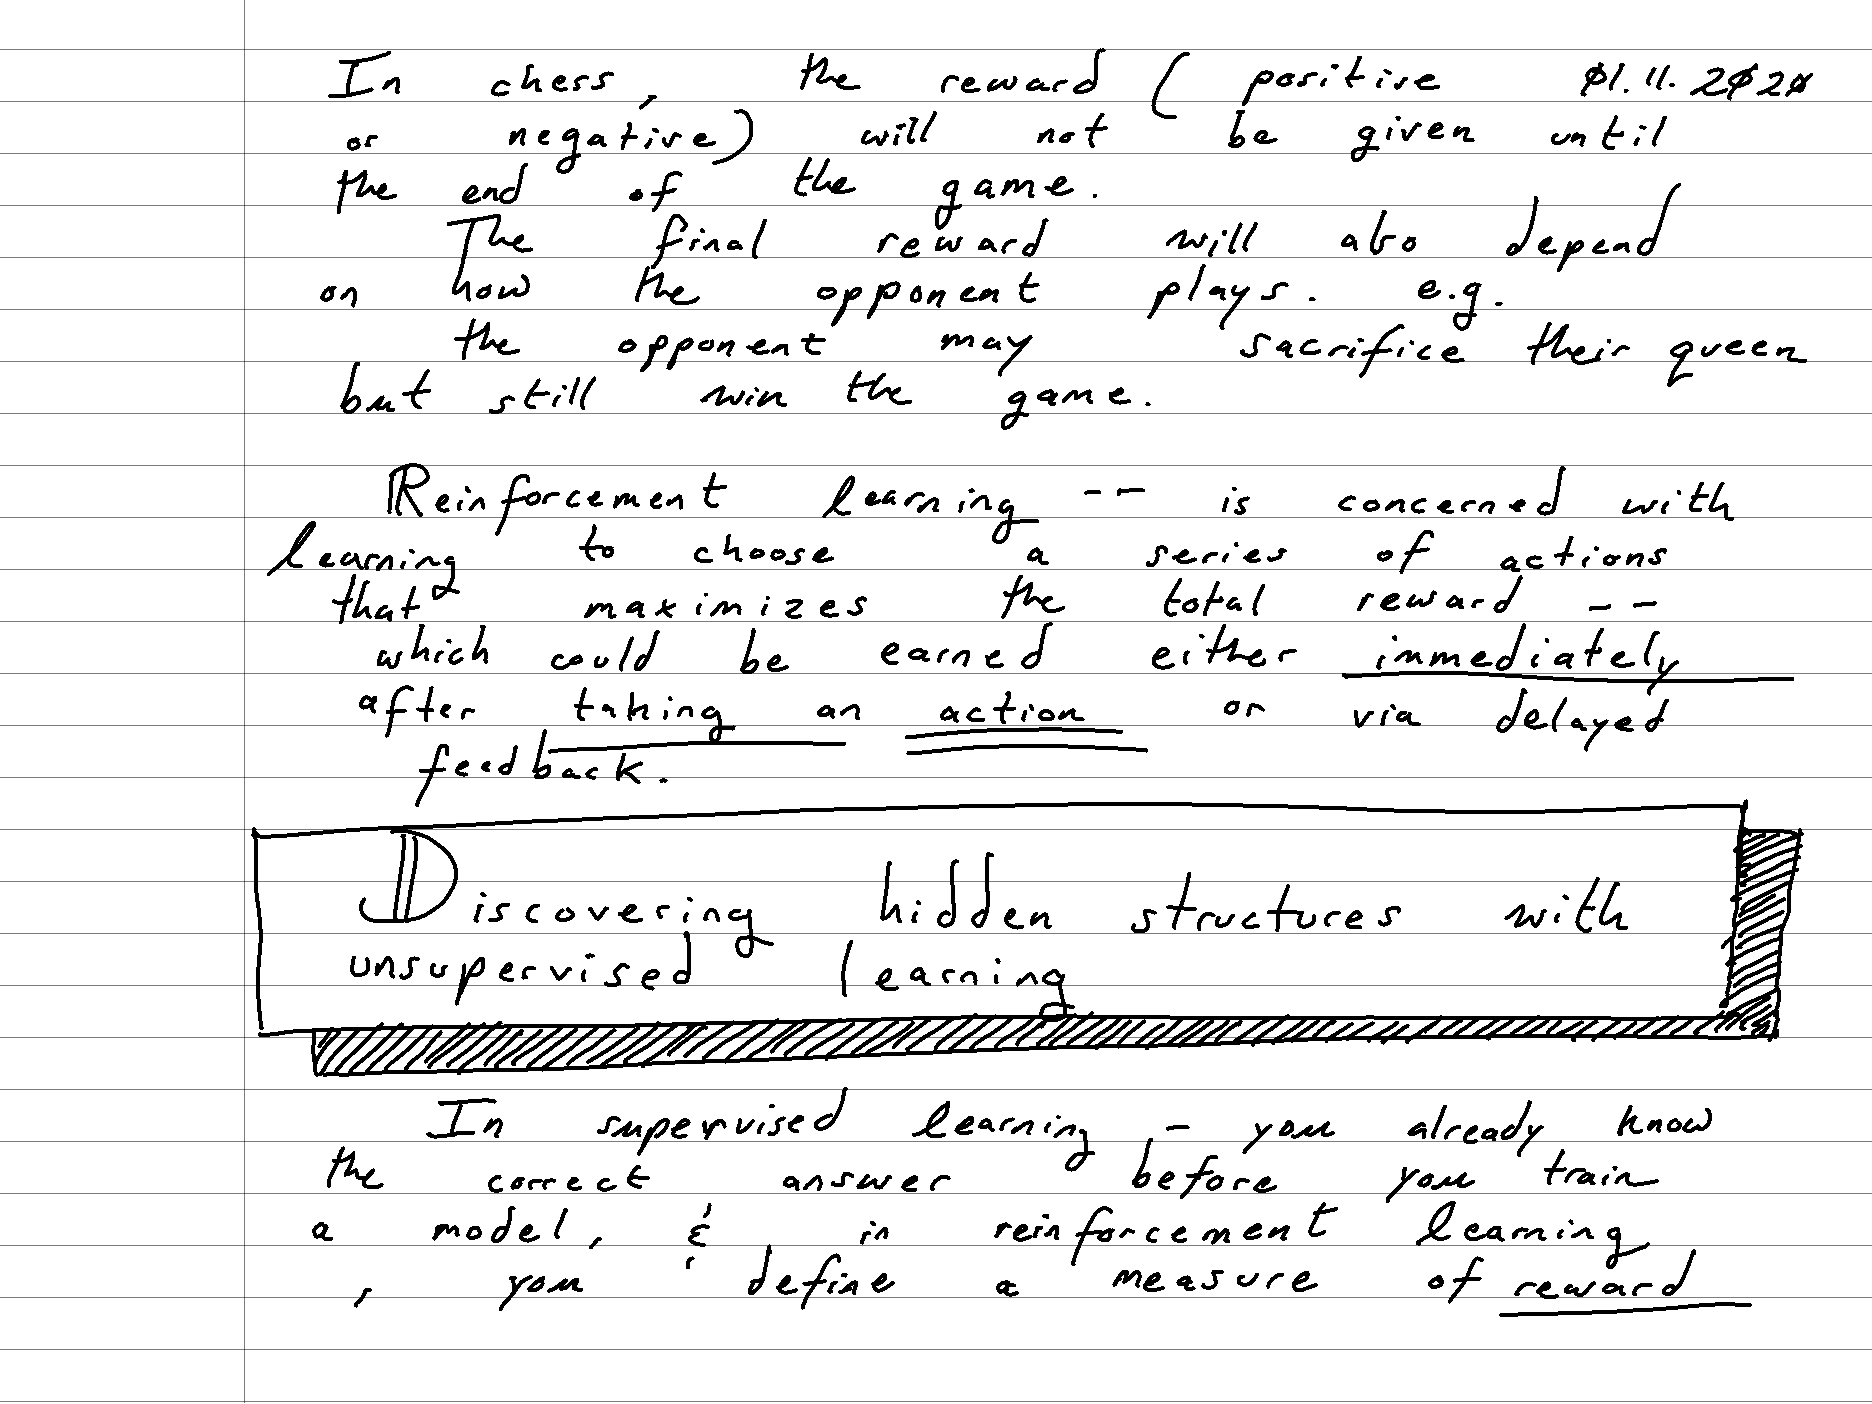 In chess, the reward (positive 01.11.2020
or negative) will not be given until
the end of the game.
The final reward will also depend
on how the opponent plays. e.g.
the opponent may sacrifice their queen
but still win the game.
Reinforcement learning -- is concerned with
learning to choose a series of actions
that maximizes the total reward --
which could be earned either immediately
after taking an action or via delayed
feedback.
Discovering hidden structures with
unsupervised learning
In supervised learning, - you already know
the correct answer before you train
a model, & in reinforcement learning
, you define a measure of reward